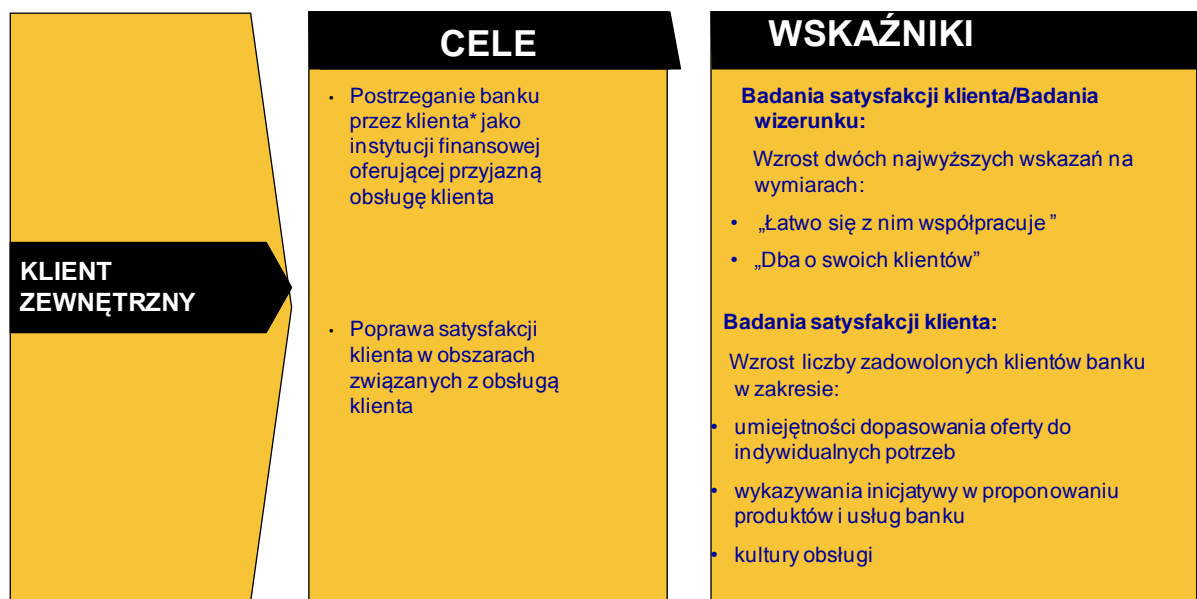 KLIENT
ZEWNĘTRZNY
CELE
• Postrzeganie banku
przez klienta* jako
instytucji finansowej
oferującej przyjazną
obsługę klienta
• Poprawa satysfakcji
klienta w obszarach
związanych z obsługą
klienta
WSKAŹNIKI
Badania satysfakcji klienta/Badania
wizerunku:
Wzrost dwóch najwyższych wskazań na
wymiarach:
• „Łatwo się z nim współpracuje ”
• „Dba o swoich klientów”
Badania satysfakcji klienta:
Wzrost liczby zadowolonych klientów banku
w zakresie:
• umiejętności dopasowania oferty do
indywidualnych potrzeb
• wykazywania inicjatywy w proponowaniu
produktów i usług banku
• kultury obsługi